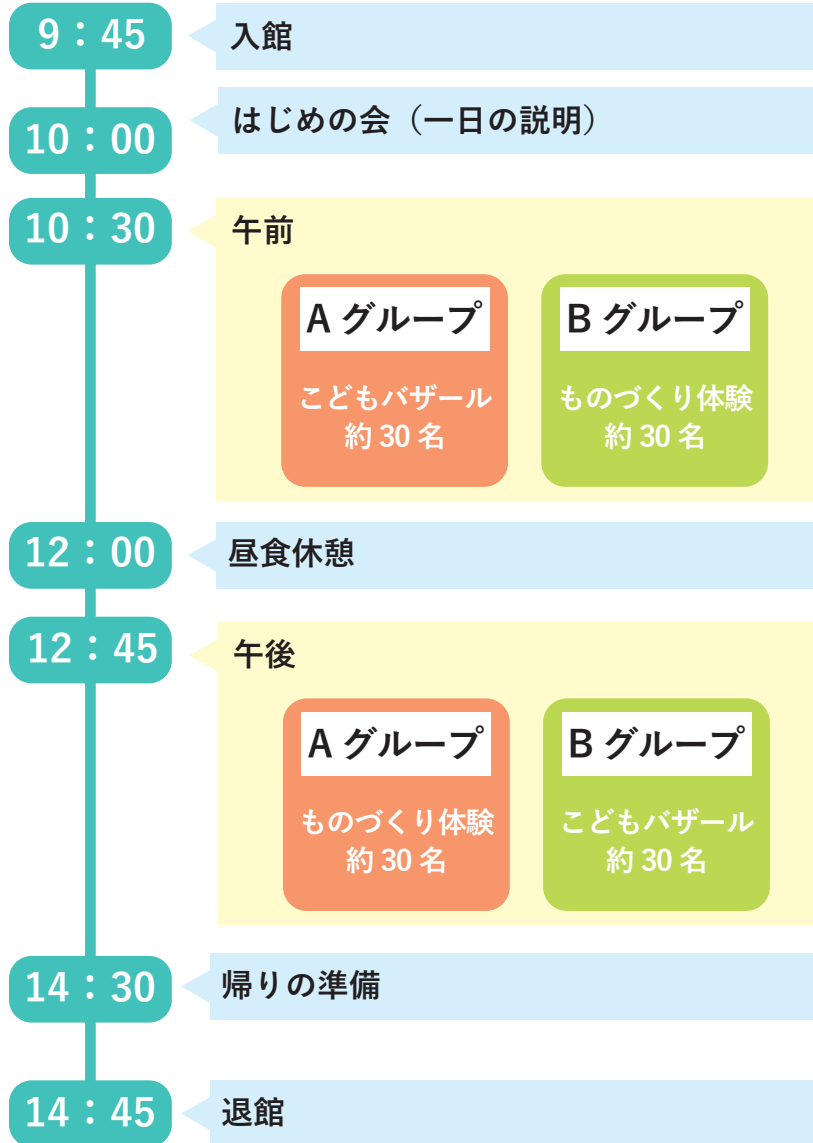 9：45
入館
10：00
はじめの会（一日の説明）
10：30
午前
A グループ
こどもバザール
約 30 名
B グループ
ものづくり体験
約 30 名
12：00
昼食休憩
12：45
午後
A グループ
ものづくり体験
約 30 名
B グループ
こどもバザール
約 30 名
14：30
帰りの準備
14：45
退館